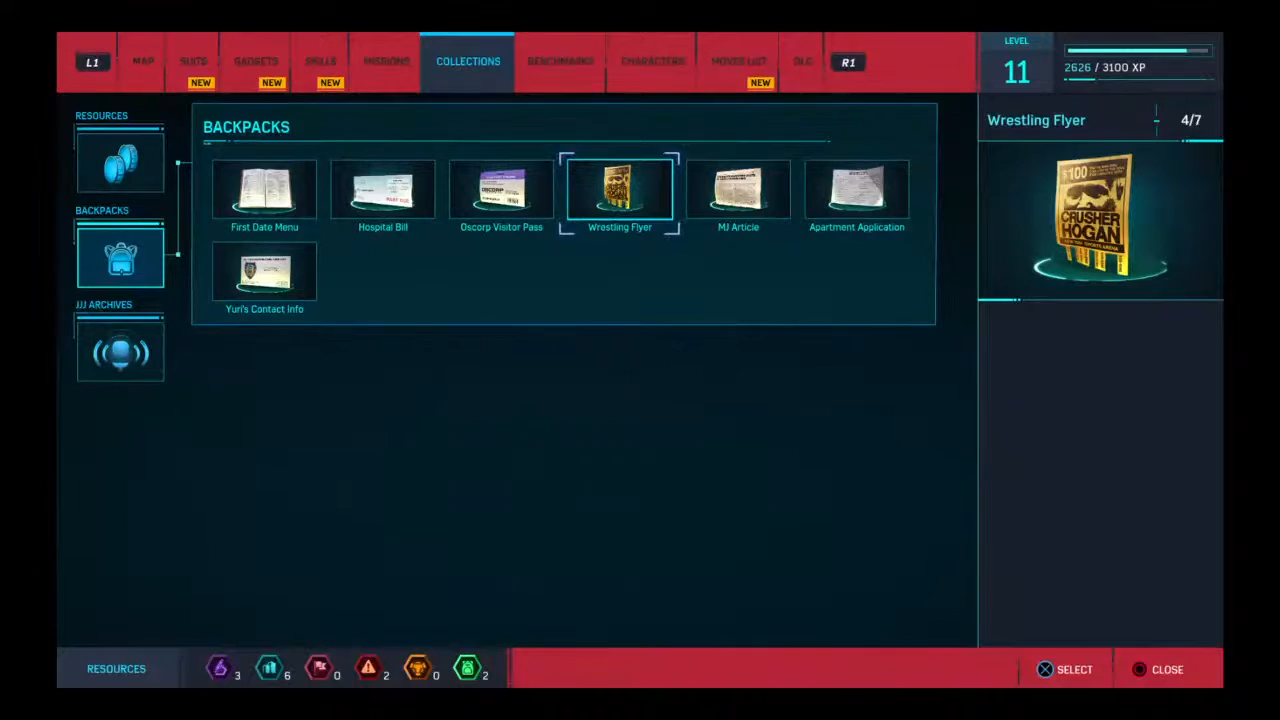 L1
MAP
SUITS
GADGETS
SKILLS
MISSIONS
COLLECTIONS
BENCHMARKS
CHARACTERS
MOVES LIST
DLC
R1
NEW
NEW
NEW
NEW
LEVEL
11
2626 / 3100 XP
RESOURCES
BACKPACKS
JJJ ARCHIVES
BACKPACKS
First Date Menu
Hospital Bill
Oscorp Visitor Pass
Wrestling Flyer
MJ Article
Apartment Application
Yuri's Contact Info
Wrestling Flyer
4/7
$100
CRUSHER
HOGAN
RESOURCES
3
6
0
2
0
2
SELECT
CLOSE